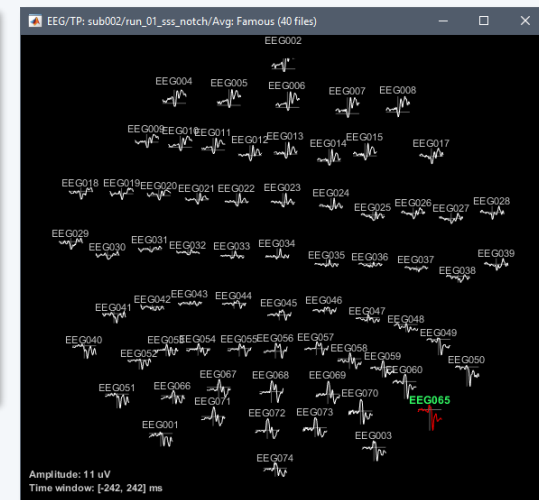 EEG/TP: sub002/run_01_sss_notch/Avg: Famous (40 files)
EEG002
EEG004 EEG005 EEG006 EEG007 EEG008
EEG009 EEG010 EEG011 EEG012 EEG013 EEG014 EEG015 EEG017
EEG018 EEG019 EEG020 EEG021 EEG022 EEG023 EEG024 EEG025 EEG026 EEG027 EEG028
EEG029 EEG030 EEG031 EEG032 EEG033 EEG034 EEG035 EEG036 EEG037 EEG038 EEG039
EEG041 EEG042 EEG043 EEG044 EEG045 EEG046 EEG047 EEG048
EEG040 EEG052 EEG053 EEG054 EEG055 EEG056 EEG057 EEG058 EEG059 EEG049 EEG050
EEG051 EEG066 EEG067 EEG068 EEG069 EEG070 EEG060 EEG065
EEG001 EEG071 EEG072 EEG073 EEG003
EEG074
Amplitude: 11 uV
Time window: [-242, 242] ms